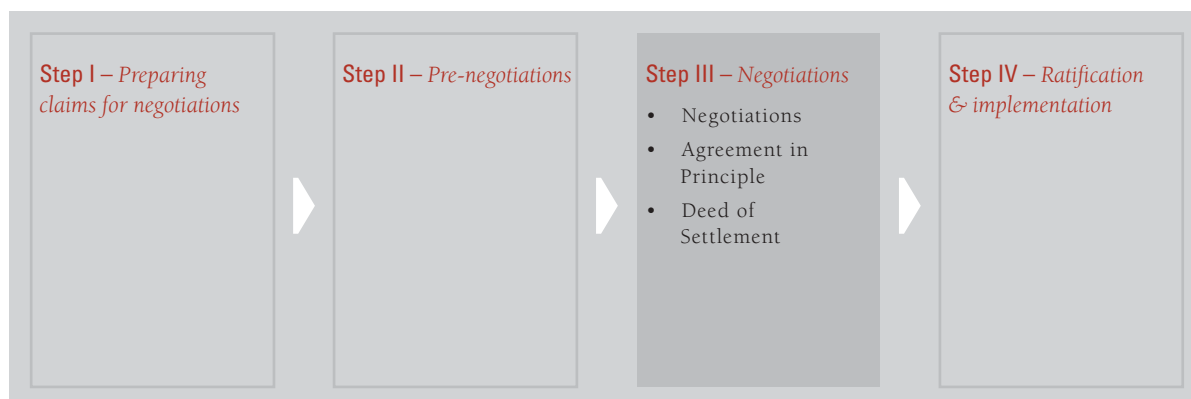 Step I – Preparing
claims for negotiations
Step II – Pre-negotiations
Step III – Negotiations
• Negotiations
• Agreement in
Principle
• Deed of
Settlement
Step IV – Ratification
& implementation